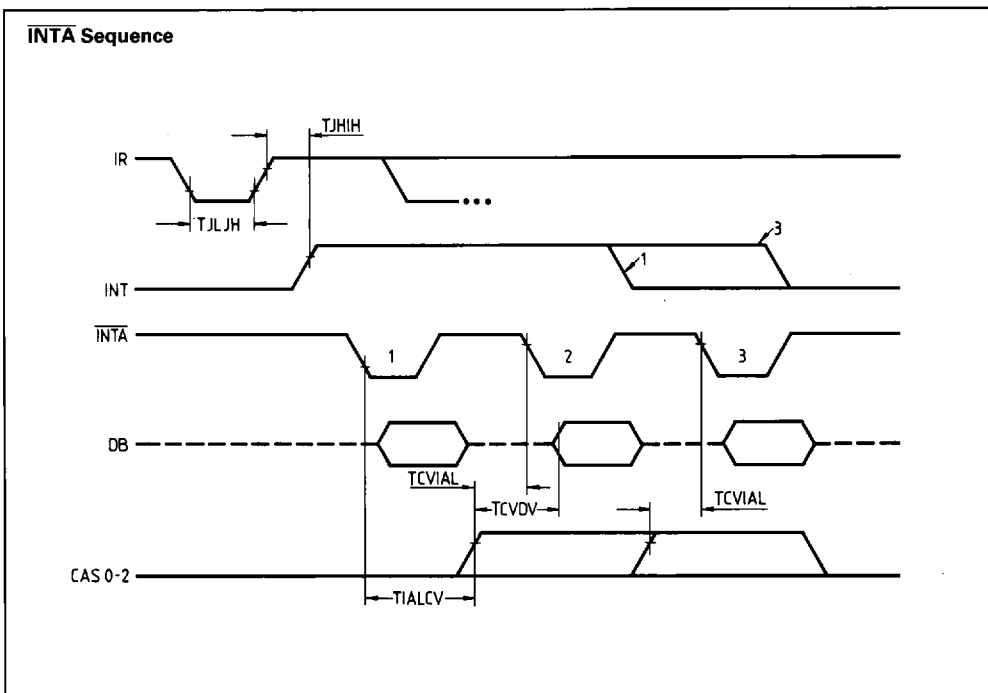 INTA Sequence
TJHIH
IR
TJLJH
•••
3
1
INT
INTA
1
2
3
DB
TCVIAL
TCVDV
TCVIAL
CAS 0-2
TIALCV